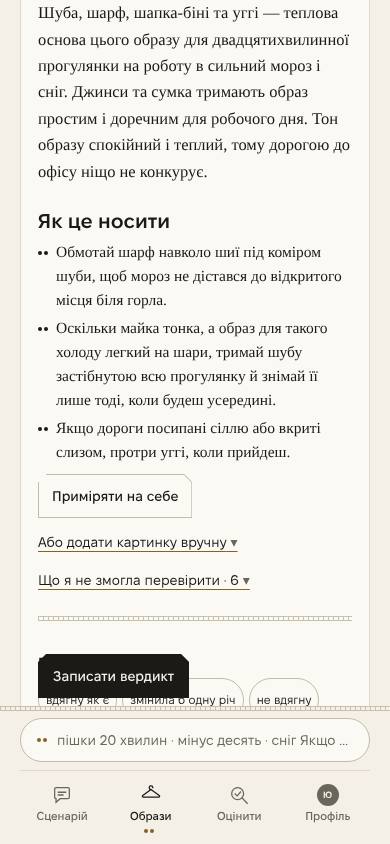 Шуба, шарф, шапка-біні та уггі — теплова
основа цього образу для двадцятихвилинної
прогулянки на роботу в сильний мороз і
сніг. Джинси та сумка тримають образ
простим і доречним для робочого дня. Тон
образу спокійний і теплий, тому дорогою до
офісу ніщо не конкурує.
Як це носити
•• Обмотай шарф навколо шиї під коміром
шуби, щоб мороз не дістався до відкритого
місця біля горла.
•• Оскільки майка тонка, а образ для такого
холоду легкий на шари, тримай шубу
застібнутою всю прогулянку й знімай її
лише тоді, коли будеш усередині.
•• Якщо дороги посипані сіллю або вкриті
слизом, протри уггі, коли прийдеш.
Приміряти на себе
Або додати картинку вручну ▾
Що я не змогла перевірити · 6 ▾
Записати вердикт
вдягну як є змінила б одну річ не вдягну
•• пішки 20 хвилин · мінус десять · сніг Якщо ...
Сценарій Образи Оцінити Ю Профіль